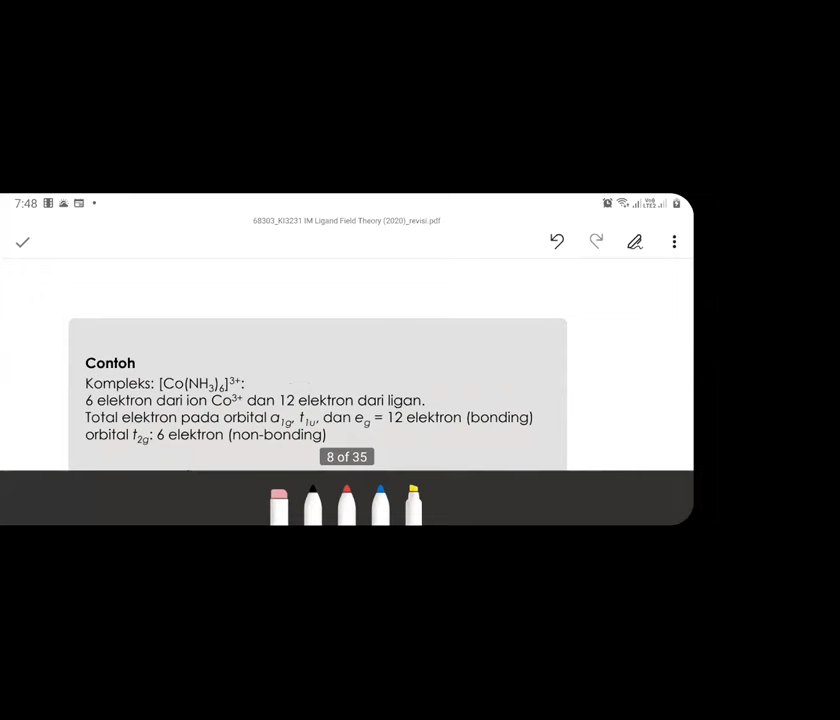 7:48
68303_KI3231 IM Ligand Field Theory (2020)_revisi.pdf
Contoh
Kompleks: [Co(NH₃)₆]³⁺:
6 elektron dari ion Co³⁺ dan 12 elektron dari ligan.
Total elektron pada orbital a₁g, t₁ᵤ, dan eg = 12 elektron (bonding)
orbital t₂g: 6 elektron (non-bonding)
8 of 35